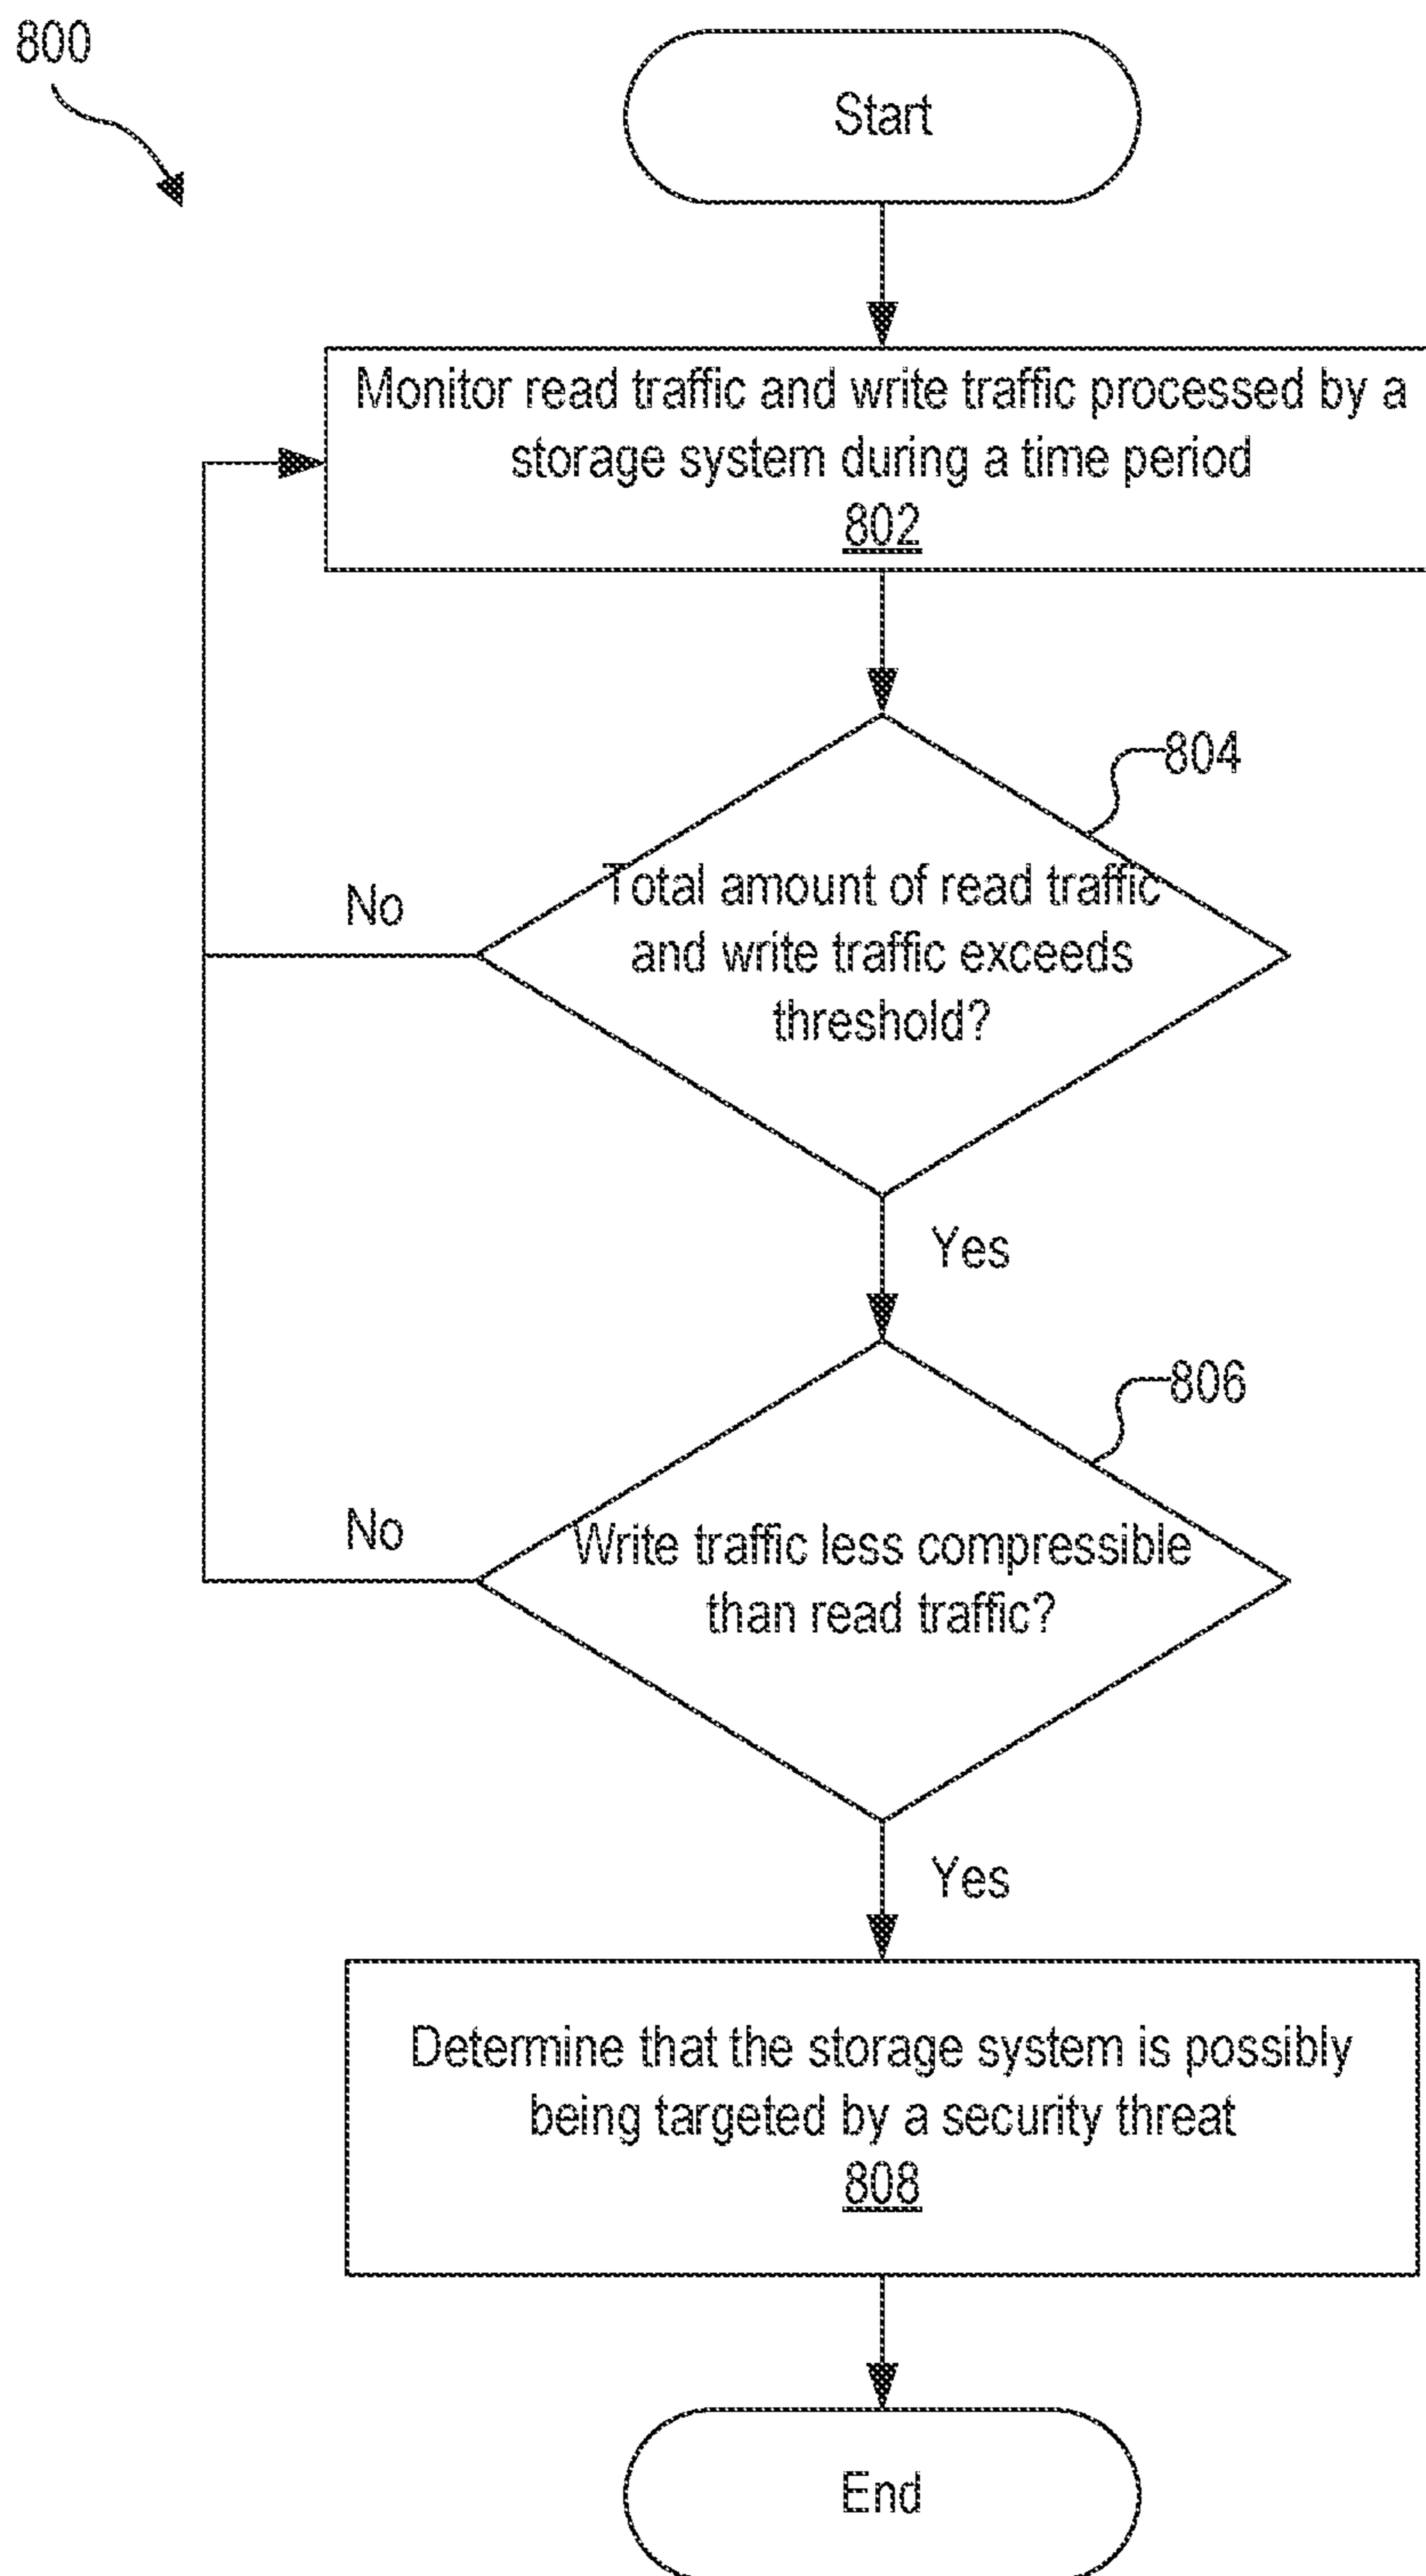 800
Start
Monitor read traffic and write traffic processed by a
storage system during a time period
802
804
Total amount of read traffic
and write traffic exceeds
threshold?
No
Yes
806
Write traffic less compressible
than read traffic?
No
Yes
Determine that the storage system is possibly
being targeted by a security threat
808
End